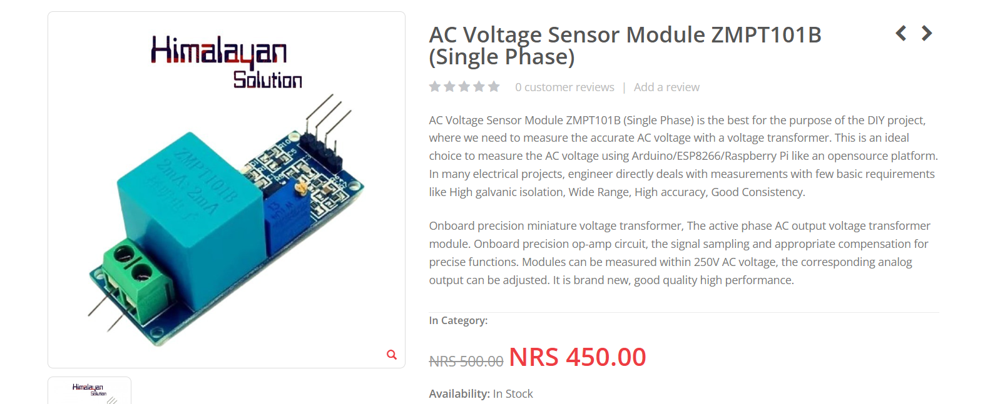 Himalayan
Solution
ZMPT101B
2mA:2mA
AC Voltage Sensor Module ZMPT101B
(Single Phase)
0 customer reviews | Add a review
AC Voltage Sensor Module ZMPT101B (Single Phase) is the best for the purpose of the DIY project,
where we need to measure the accurate AC voltage with a voltage transformer. This is an ideal
choice to measure the AC voltage using Arduino/ESP8266/Raspberry Pi like an opensource platform.
In many electrical projects, engineer directly deals with measurements with few basic requirements
like High galvanic isolation, Wide Range, High accuracy, Good Consistency.
Onboard precision miniature voltage transformer, The active phase AC output voltage transformer
module. Onboard precision op-amp circuit, the signal sampling and appropriate compensation for
precise functions. Modules can be measured within 250V AC voltage, the corresponding analog
output can be adjusted. It is brand new, good quality high performance.
In Category:
NRS 500.00 NRS 450.00
Availability: In Stock
Himalayan
Solution